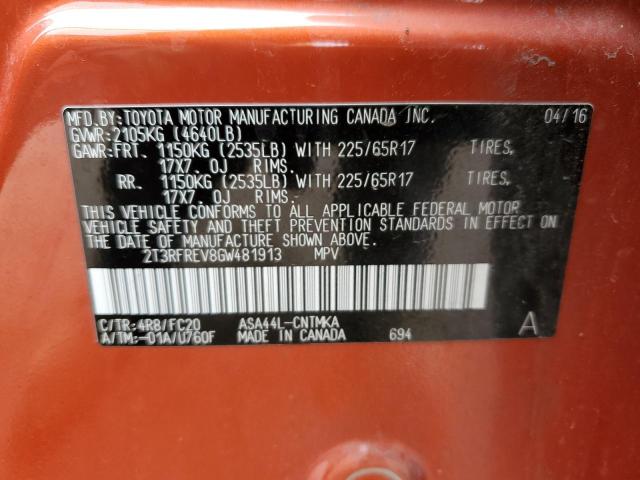 MFD.BY:TOYOTA MOTOR MANUFACTURING CANADA INC. 04/16
GVWR:2105KG (4640LB)
GAWR:FRT. 1150KG (2535LB) WITH 225/65R17 TIRES,
17X7.0J RIMS.
RR. 1150KG (2535LB) WITH 225/65R17 TIRES,
17X7.0J RIMS.
THIS VEHICLE CONFORMS TO ALL APPLICABLE FEDERAL MOTOR
VEHICLE SAFETY AND THEFT PREVENTION STANDARDS IN EFFECT ON
THE DATE OF MANUFACTURE SHOWN ABOVE.
2T3RFREV8GW481913 MPV
C/TR:4R8/FC20 ASA44L-CNTMKA
A/TM:-01A/U760F MADE IN CANADA 694 A